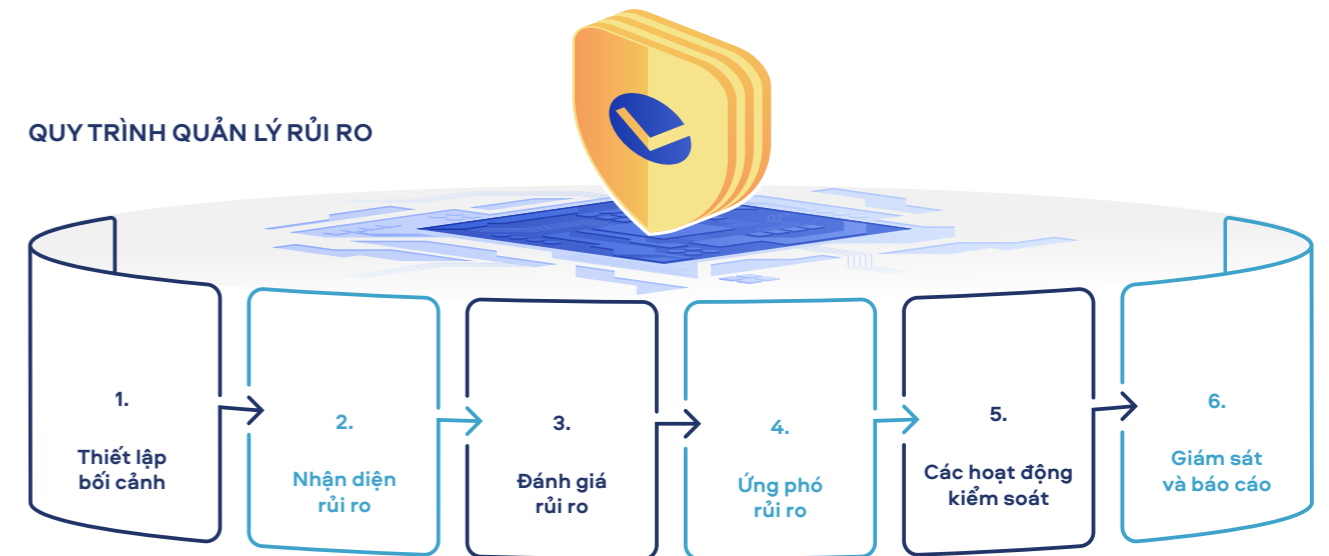 QUY TRÌNH QUẢN LÝ RỦI RO
1.
Thiết lập
bối cảnh
2.
Nhận diện
rủi ro
3.
Đánh giá
rủi ro
4.
Ứng phó
rủi ro
5.
Các hoạt động
kiểm soát
6.
Giám sát
và báo cáo